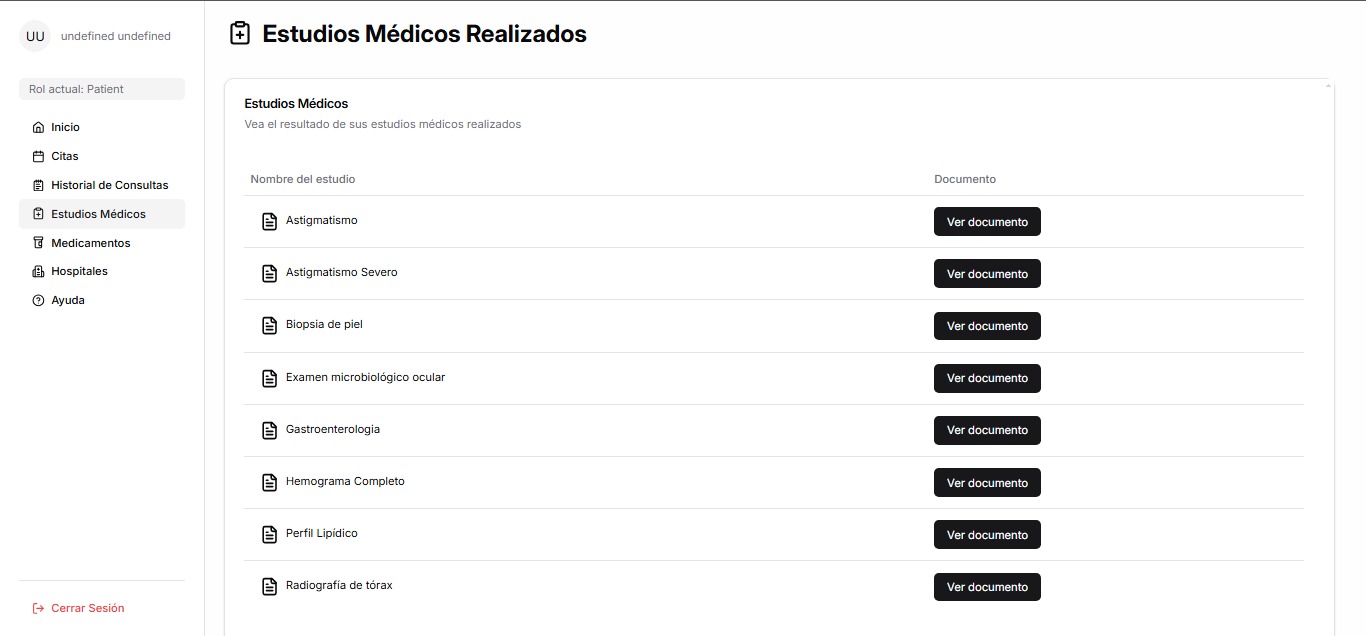 UU
undefined undefined
Rol actual: Patient
Inicio
Citas
Historial de Consultas
Estudios Médicos
Medicamentos
Hospitales
Ayuda
Cerrar Sesión
Estudios Médicos Realizados
Estudios Médicos
Vea el resultado de sus estudios médicos realizados
Nombre del estudio Documento
Astigmatismo Ver documento
Astigmatismo Severo Ver documento
Biopsia de piel Ver documento
Examen microbiológico ocular Ver documento
Gastroenterologia Ver documento
Hemograma Completo Ver documento
Perfil Lipídico Ver documento
Radiografía de tórax Ver documento